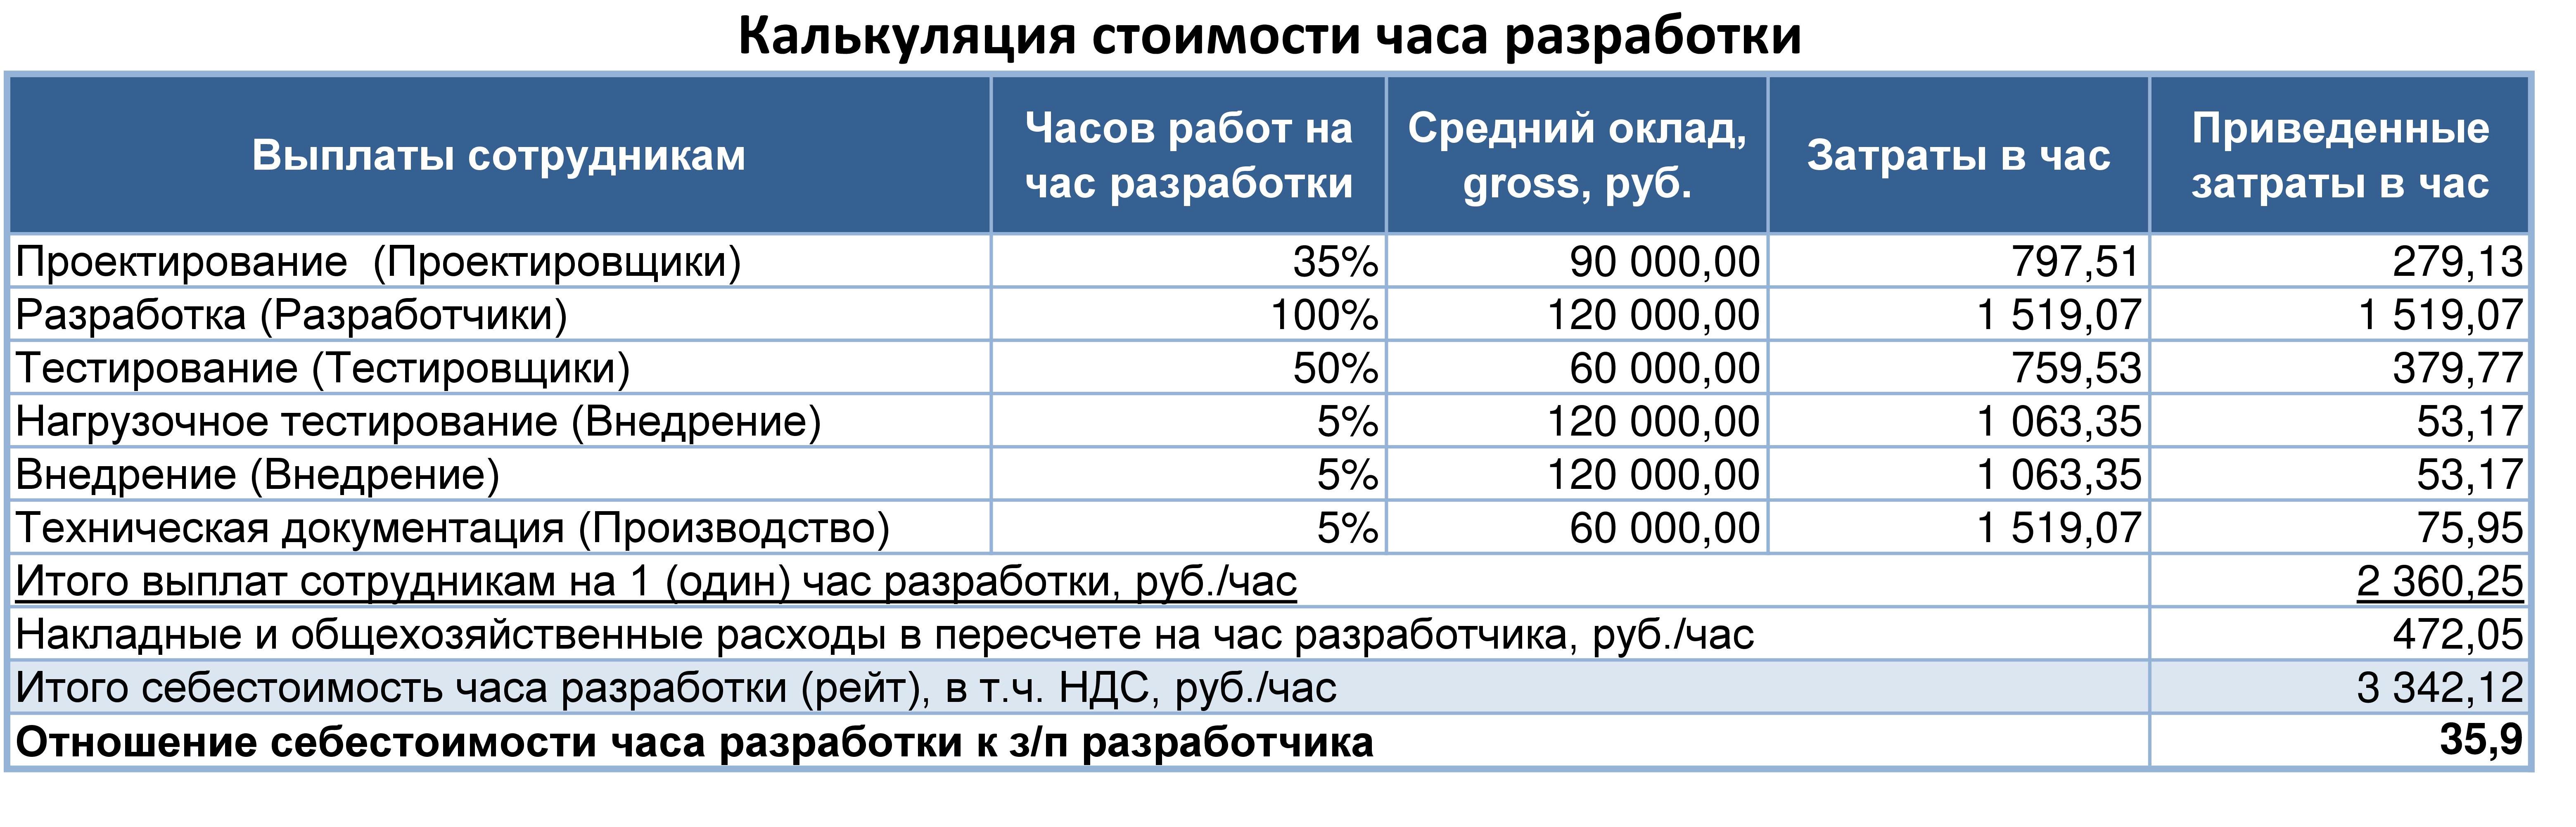 Калькуляция стоимости часа разработки
Выплаты сотрудникам Часов работ на час разработки Средний оклад, gross, руб. Затраты в час Приведенные затраты в час
Проектирование (Проектировщики) 35% 90 000,00 797,51 279,13
Разработка (Разработчики) 100% 120 000,00 1 519,07 1 519,07
Тестирование (Тестировщики) 50% 60 000,00 759,53 379,77
Нагрузочное тестирование (Внедрение) 5% 120 000,00 1 063,35 53,17
Внедрение (Внедрение) 5% 120 000,00 1 063,35 53,17
Техническая документация (Производство) 5% 60 000,00 1 519,07 75,95
Итого выплат сотрудникам на 1 (один) час разработки, руб./час 2 360,25
Накладные и общехозяйственные расходы в пересчете на час разработчика, руб./час 472,05
Итого себестоимость часа разработки (рейт), в т.ч. НДС, руб./час 3 342,12
Отношение себестоимости часа разработки к з/п разработчика 35,9